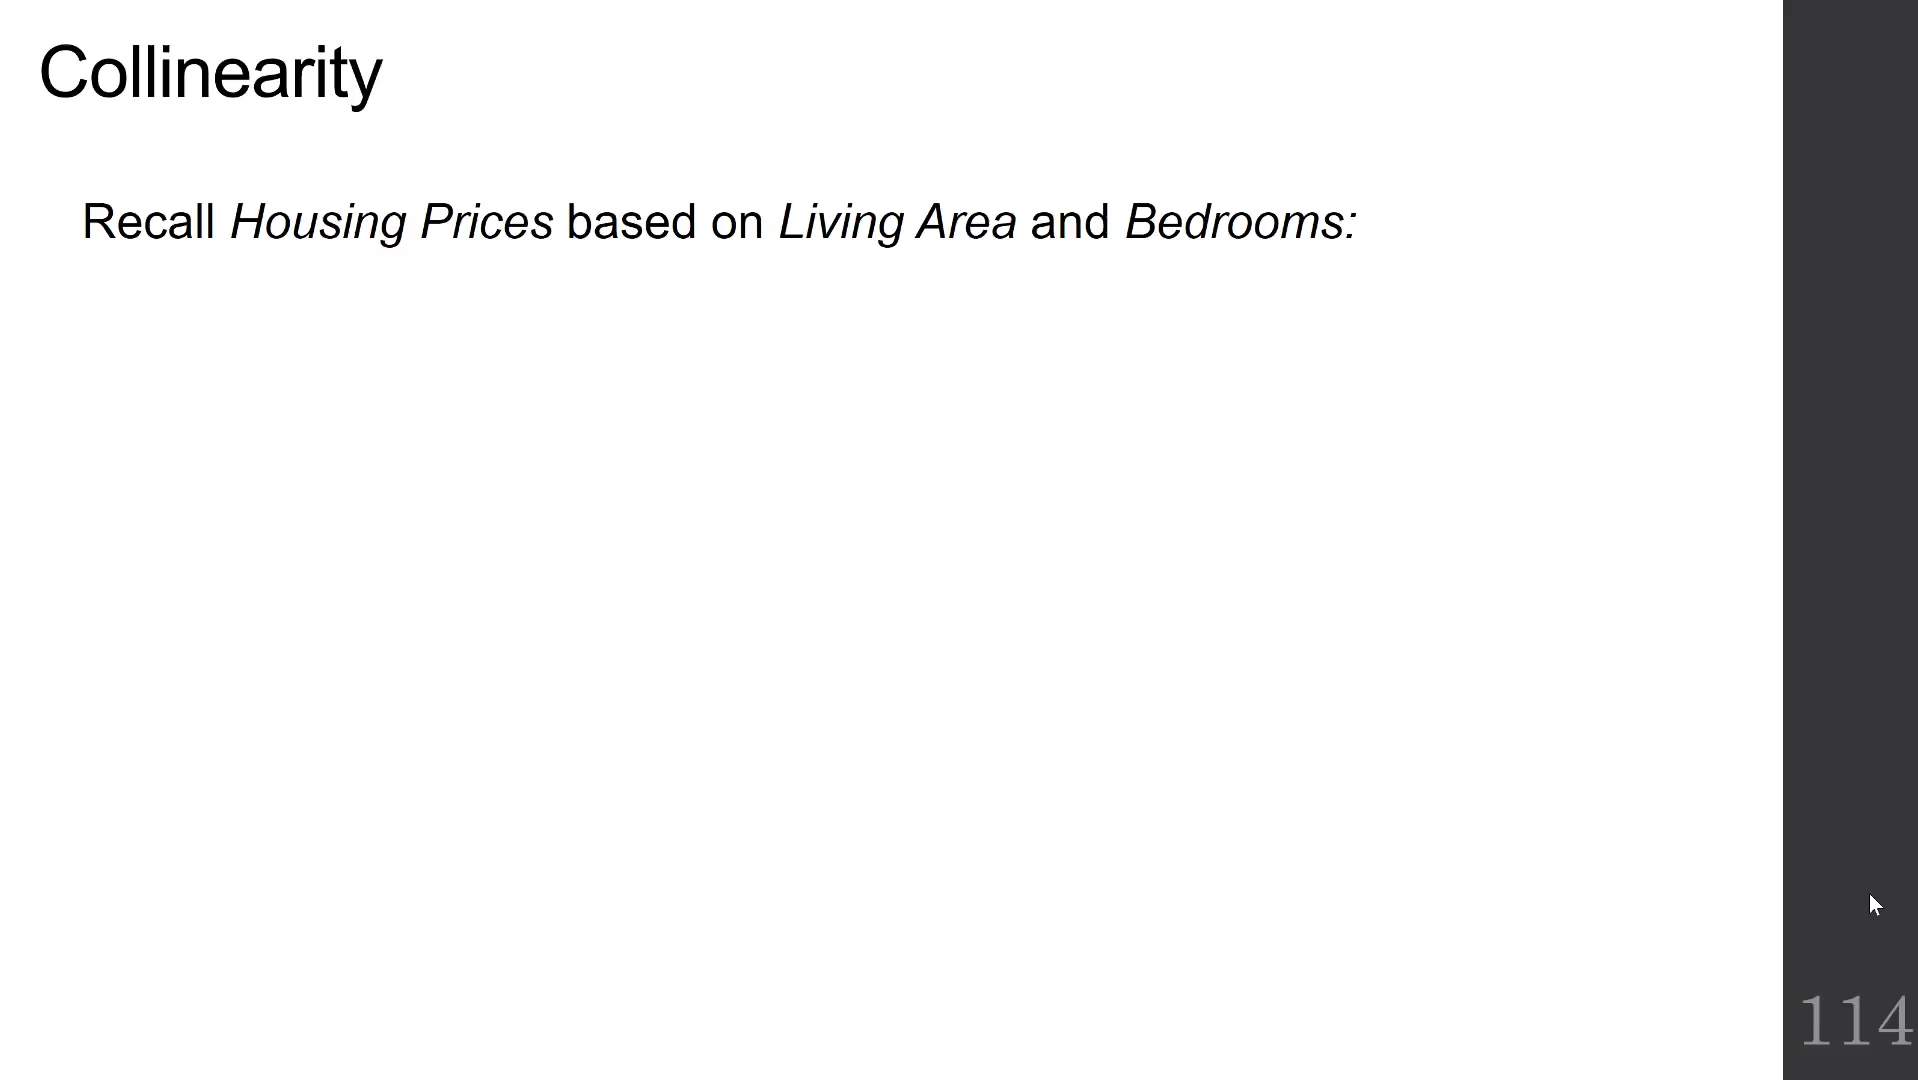 Collinearity
Recall Housing Prices based on Living Area and Bedrooms:
114